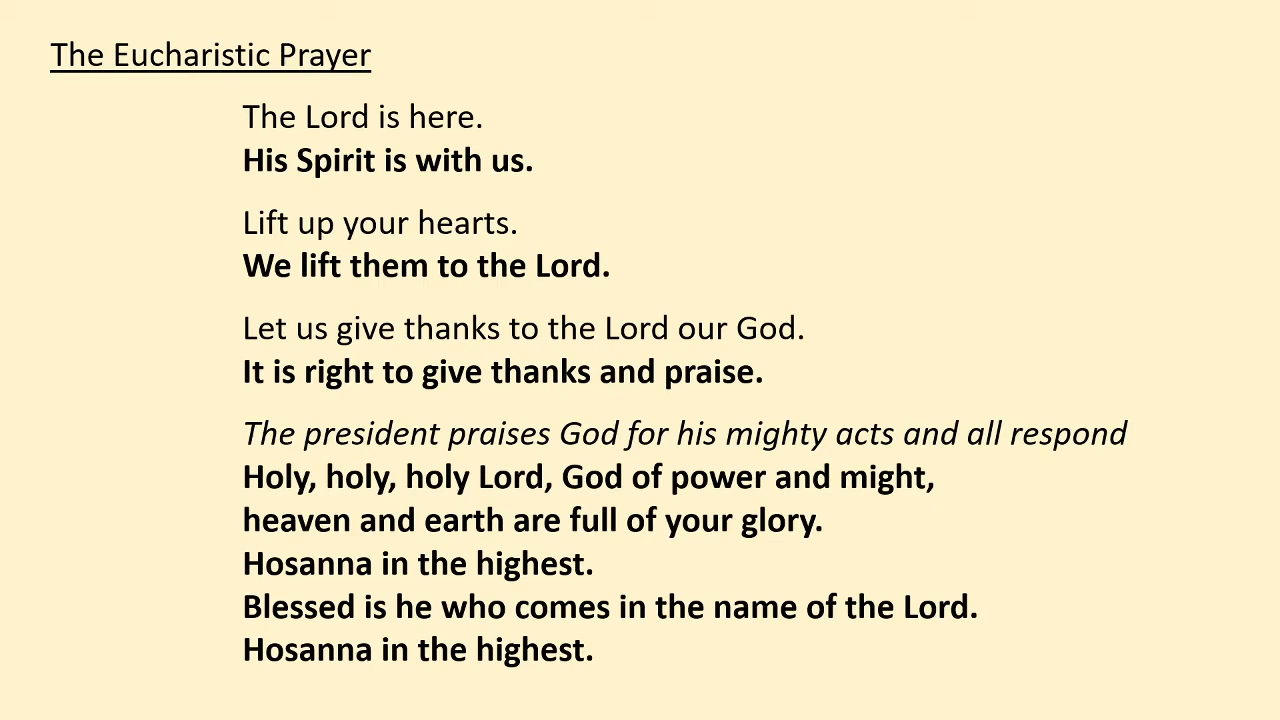 The Eucharistic Prayer
The Lord is here.
His Spirit is with us.
Lift up your hearts.
We lift them to the Lord.
Let us give thanks to the Lord our God.
It is right to give thanks and praise.
The president praises God for his mighty acts and all respond
Holy, holy, holy Lord, God of power and might,
heaven and earth are full of your glory.
Hosanna in the highest.
Blessed is he who comes in the name of the Lord.
Hosanna in the highest.